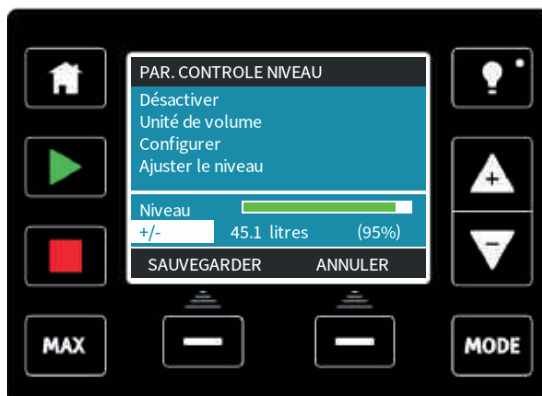 PAR. CONTROLE NIVEAU
Désactiver
Unité de volume
Configurer
Ajuster le niveau
Niveau
+/- 45.1 litres (95%)
SAUVEGARDER ANNULER
+
-
MAX
MODE